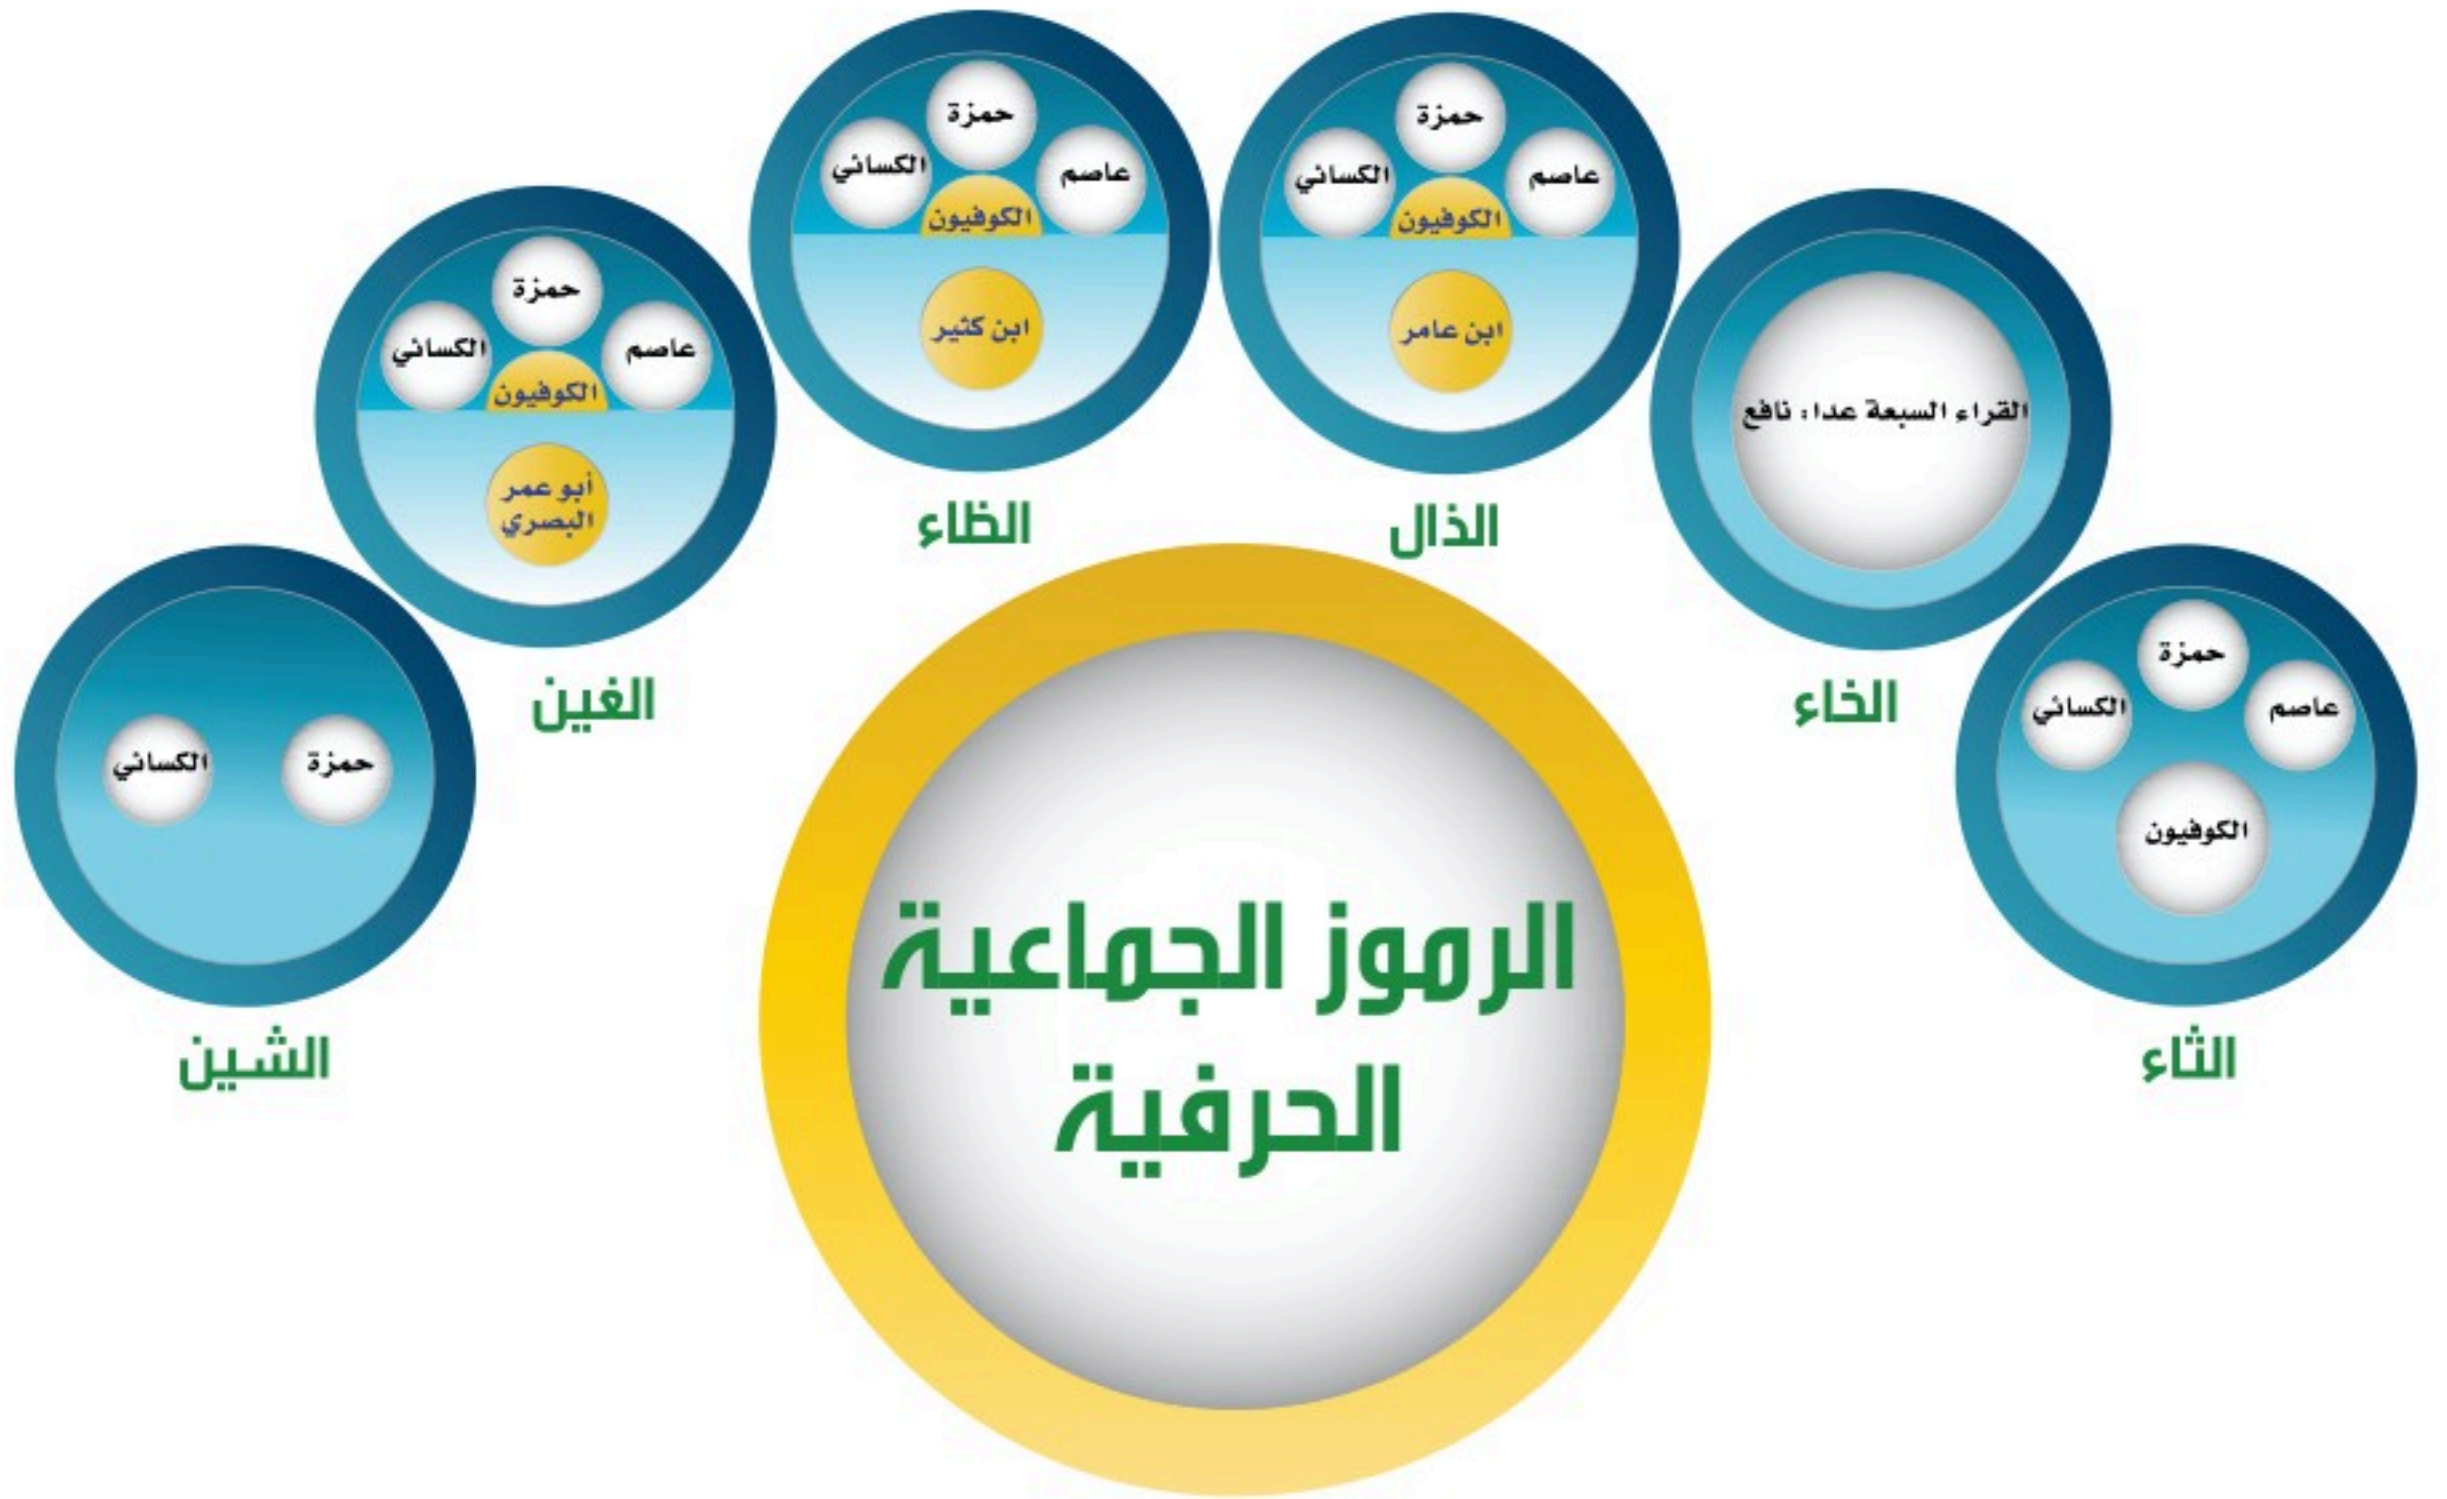 حمزة
عاصم
الكسائي
الكوفيون
الثاء
القراء السبعة عدا: نافع
الخاء
حمزة
عاصم
الكسائي
الكوفيون
ابن عامر
الذال
حمزة
عاصم
الكسائي
الكوفيون
ابن كثير
الظاء
حمزة
عاصم
الكسائي
الكوفيون
أبو عمر
البصري
الغين
حمزة
الكسائي
الشين
الرموز الجماعية
الحرفية